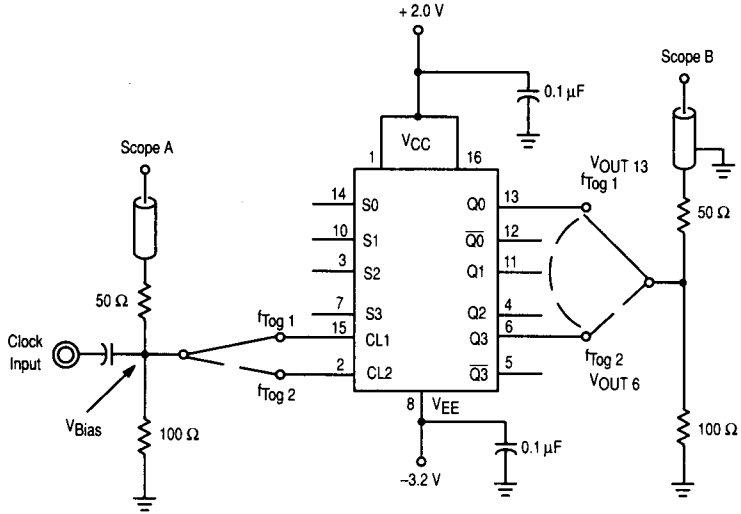 + 2.0 V
Scope B
0.1 µF
Scope A
VCC
1
16
VOUT 13
fTog 1
14
S0
Q0
13
50 Ω
10
S1
Q0
12
3
S2
Q1
11
50 Ω
7
S3
Q2
4
fTog 1
15
CL1
Q3
6
Clock
Input
2
CL2
Q3
5
fTog 2
VOUT 6
fTog 2
VBias
100 Ω
8
VEE
100 Ω
0.1 µF
–3.2 V